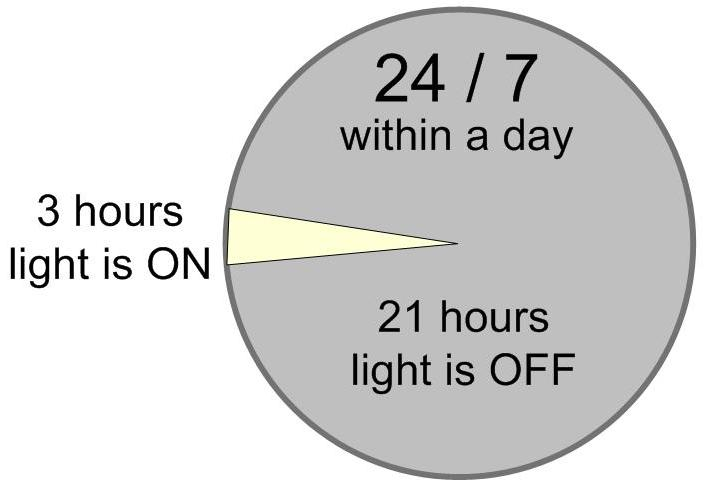 24 / 7
within a day
3 hours
light is ON
21 hours
light is OFF